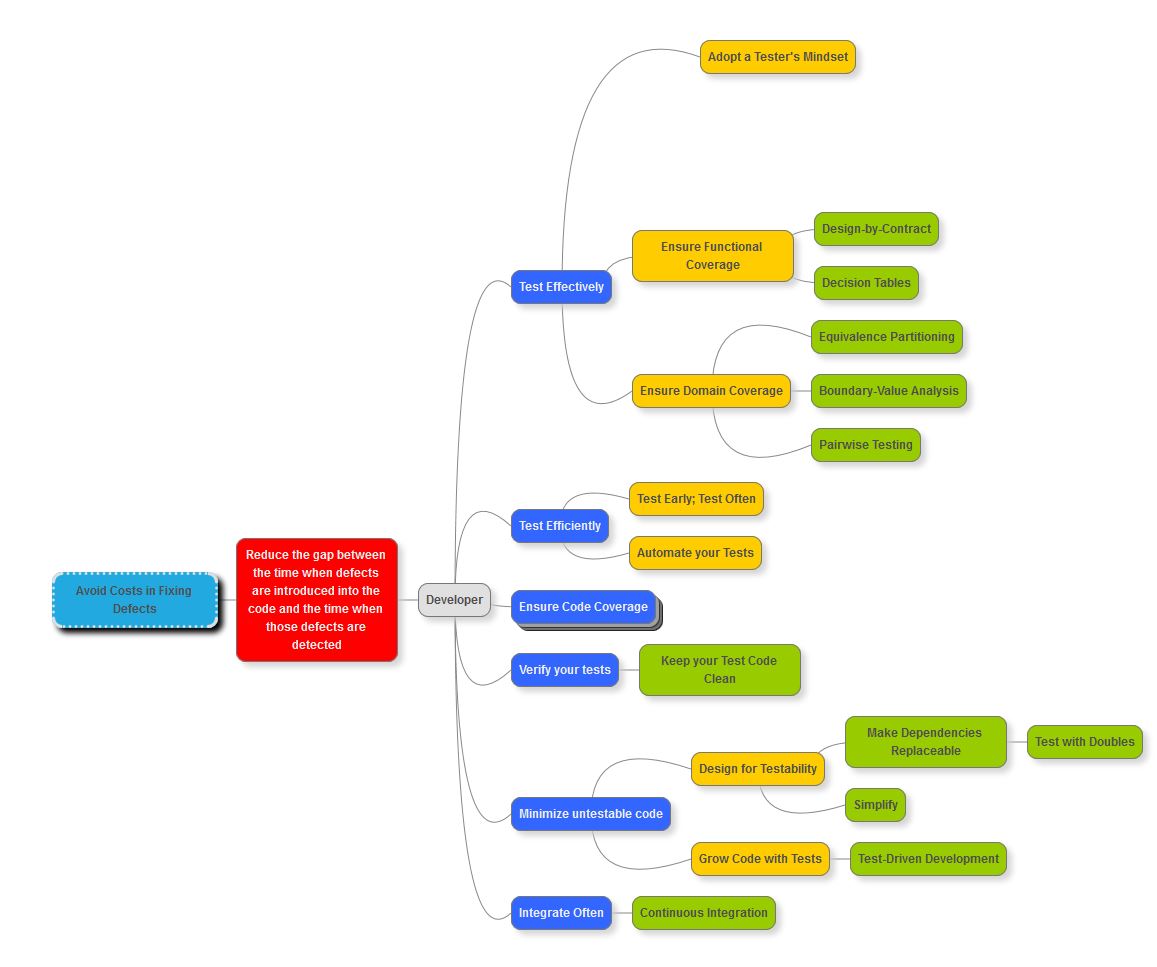 Adopt a Tester's Mindset
Design-by-Contract
Ensure Functional
Coverage
Decision Tables
Test Effectively
Equivalence Partitioning
Ensure Domain Coverage
Boundary-Value Analysis
Pairwise Testing
Test Early; Test Often
Test Efficiently
Automate your Tests
Avoid Costs in Fixing
Defects
Reduce the gap between
the time when defects
are introduced into the
code and the time when
those defects are
detected
Developer
Ensure Code Coverage
Verify your tests
Keep your Test Code
Clean
Make Dependencies
Replaceable
Test with Doubles
Design for Testability
Simplify
Minimize untestable code
Grow Code with Tests
Test-Driven Development
Integrate Often
Continuous Integration